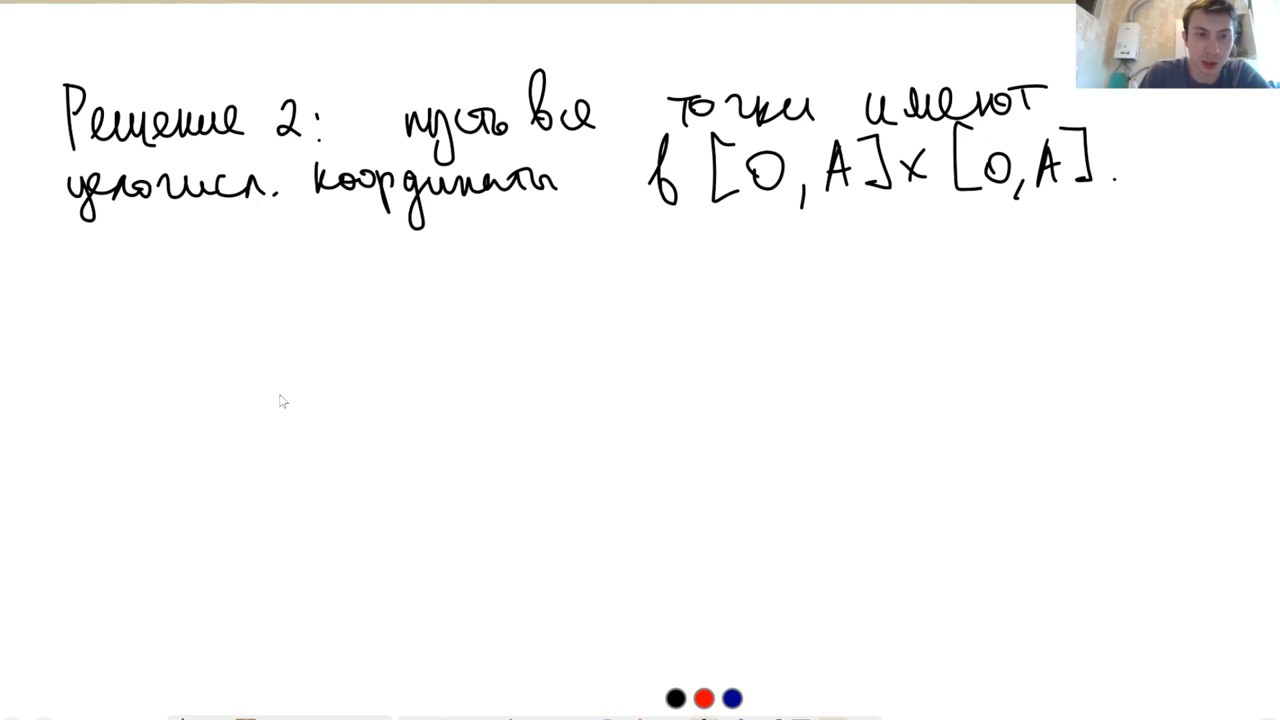 Решение 2: пусть все точки имеют
целочисл. координаты в [0, A] × [0, A].